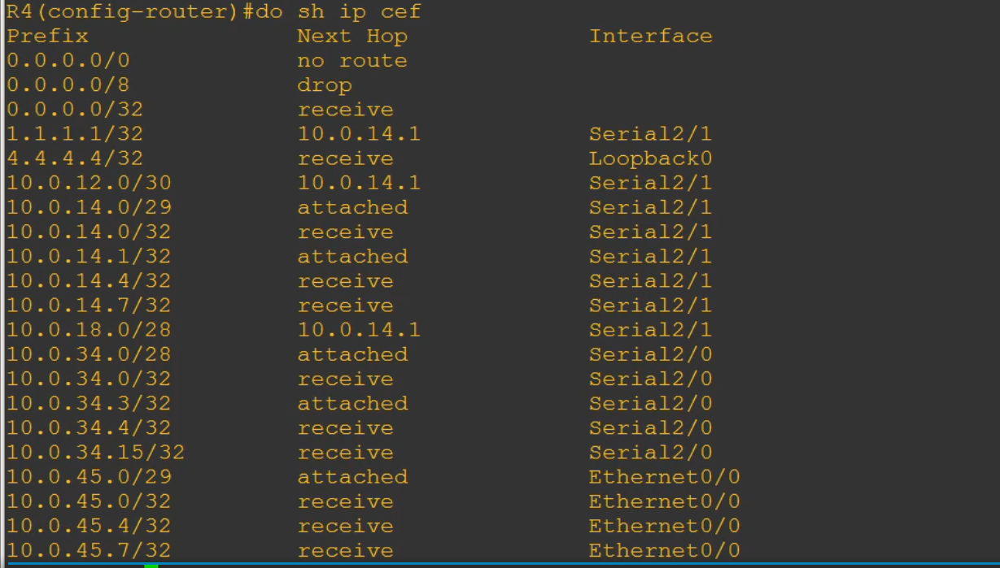 R4(config-router)#do sh ip cef
Prefix Next Hop Interface
0.0.0.0/0 no route
0.0.0.0/8 drop
0.0.0.0/32 receive
1.1.1.1/32 10.0.14.1 Serial2/1
4.4.4.4/32 receive Loopback0
10.0.12.0/30 10.0.14.1 Serial2/1
10.0.14.0/29 attached Serial2/1
10.0.14.0/32 receive Serial2/1
10.0.14.1/32 attached Serial2/1
10.0.14.4/32 receive Serial2/1
10.0.14.7/32 receive Serial2/1
10.0.18.0/28 10.0.14.1 Serial2/1
10.0.34.0/28 attached Serial2/0
10.0.34.0/32 receive Serial2/0
10.0.34.3/32 attached Serial2/0
10.0.34.4/32 receive Serial2/0
10.0.34.15/32 receive Serial2/0
10.0.45.0/29 attached Ethernet0/0
10.0.45.0/32 receive Ethernet0/0
10.0.45.4/32 receive Ethernet0/0
10.0.45.7/32 receive Ethernet0/0